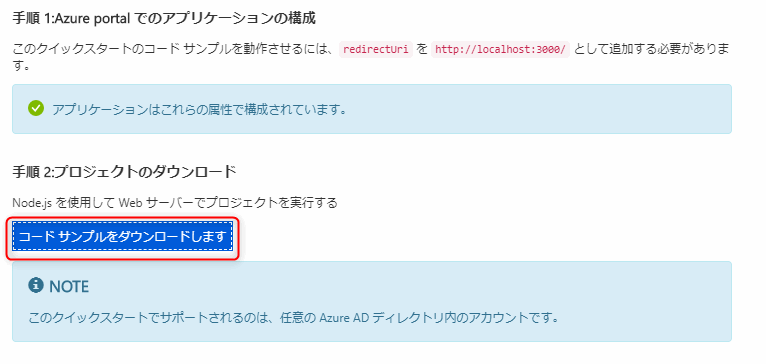 手順 1:Azure portal でのアプリケーションの構成
このクイックスタートのコード サンプルを動作させるには、redirectUri を http://localhost:3000/ として追加する必要がありま
す。
アプリケーションはこれらの属性で構成されています。
手順 2:プロジェクトのダウンロード
Node.js を使用して Web サーバーでプロジェクトを実行する
コード サンプルをダウンロードします
NOTE
このクイックスタートでサポートされるのは、任意の Azure AD ディレクトリ内のアカウントです。